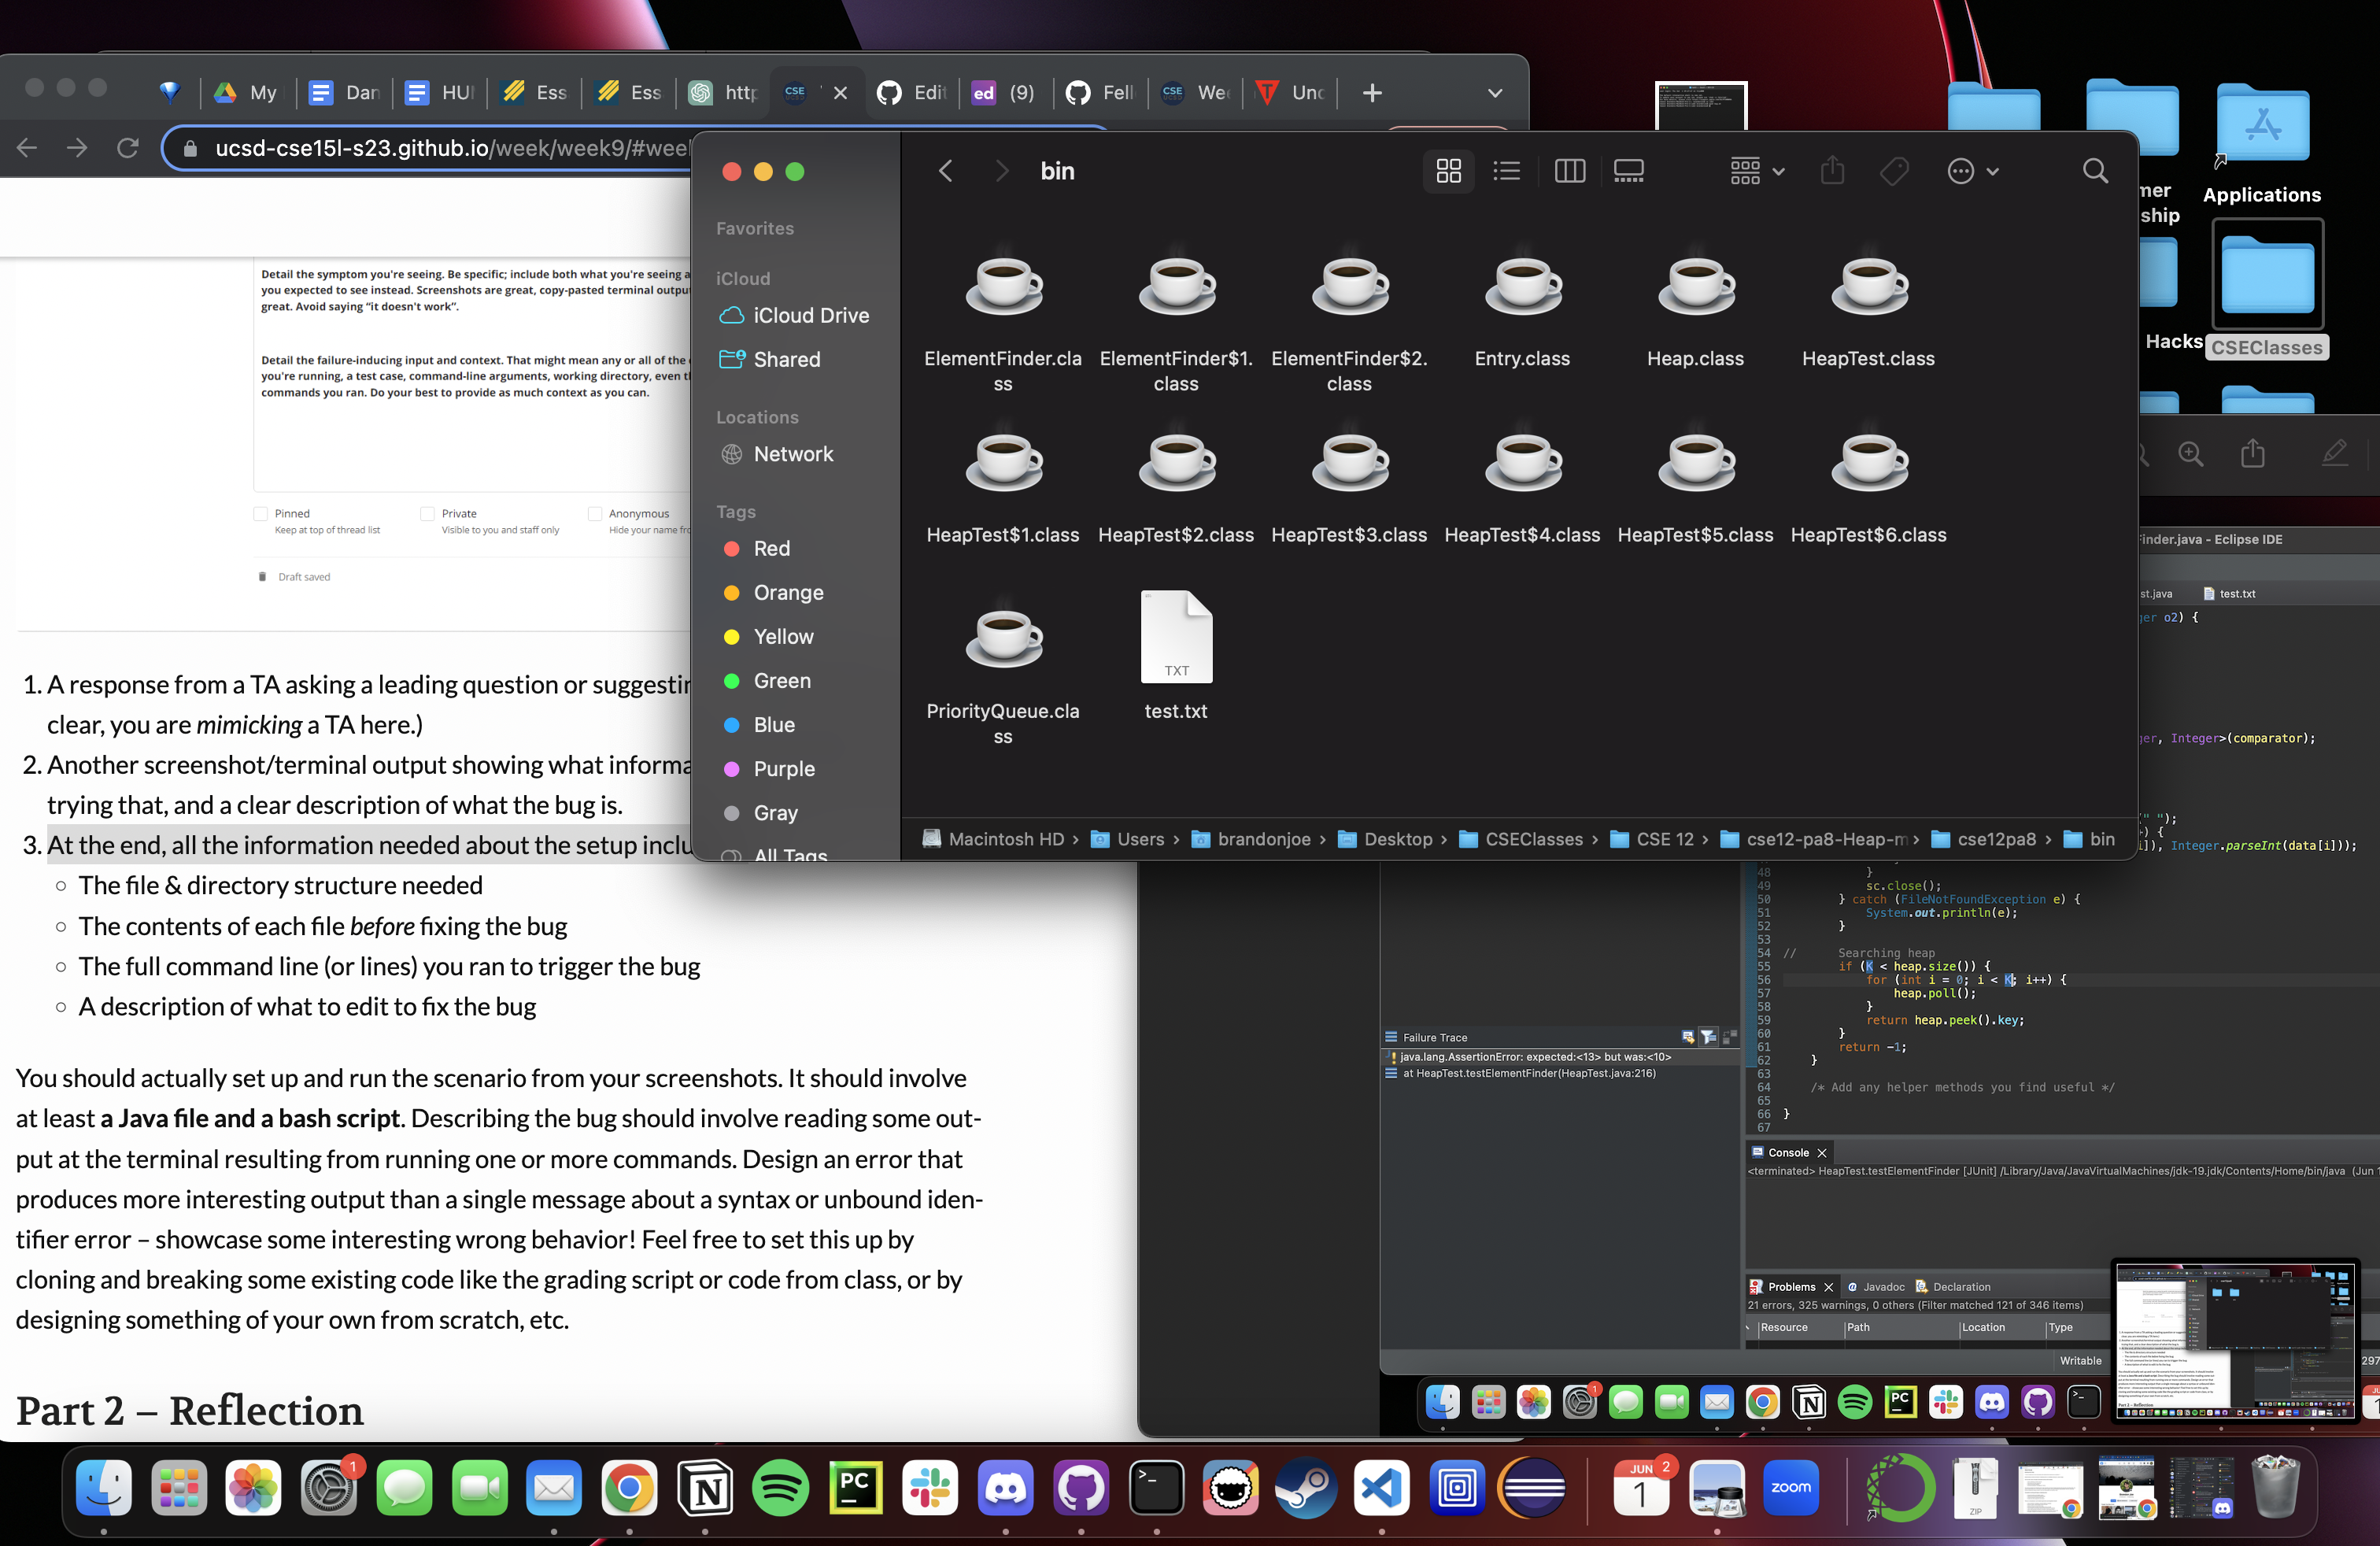 My
Dan
HUI
Ess
Ess
http
CSE
Edit
ed
(9)
Fell
CSE
We
Unc
ucsd-cse15l-s23.github.io/week/week9/#wee
Detail the symptom you're seeing. Be specific; include both what you're seeing a
you expected to see instead. Screenshots are great, copy-pasted terminal output
great. Avoid saying “it doesn't work”.
Detail the failure-inducing input and context. That might mean any or all of the
you're running, a test case, command-line arguments, working directory, even th
commands you ran. Do your best to provide as much context as you can.
Pinned
Keep at top of thread list
Private
Visible to you and staff only
Anonymous
Hide your name fro
Draft saved
1. A response from a TA asking a leading question or suggestin
clear, you are mimicking a TA here.)
2. Another screenshot/terminal output showing what informa
trying that, and a clear description of what the bug is.
3. At the end, all the information needed about the setup inclu
The file & directory structure needed
The contents of each file before fixing the bug
The full command line (or lines) you ran to trigger the bug
A description of what to edit to fix the bug
You should actually set up and run the scenario from your screenshots. It should involve
at least a Java file and a bash script. Describing the bug should involve reading some out-
put at the terminal resulting from running one or more commands. Design an error that
produces more interesting output than a single message about a syntax or unbound iden-
tifier error – showcase some interesting wrong behavior! Feel free to set this up by
cloning and breaking some existing code like the grading script or code from class, or by
designing something of your own from scratch, etc.
Part 2 – Reflection
bin
Favorites
iCloud
iCloud Drive
Shared
Locations
Network
Tags
Red
Orange
Yellow
Green
Blue
Purple
Gray
All Tags
ElementFinder.cla
ss
ElementFinder$1.
class
ElementFinder$2.
class
Entry.class
Heap.class
HeapTest.class
HeapTest$1.class
HeapTest$2.class
HeapTest$3.class
HeapTest$4.class
HeapTest$5.class
HeapTest$6.class
PriorityQueue.cla
ss
TXT
test.txt
Macintosh HD › Users › brandonjoe › Desktop › CSEClasses › CSE 12 › cse12-pa8-Heap-m › cse12pa8 › bin
mer
ship
Applications
Hacks
CSEClasses
Finder.java - Eclipse IDE
st.java
test.txt
ger o2) {
ger, Integer>(comparator);
" ");
+) {
i]), Integer.parseInt(data[i]));
48 }
49 sc.close();
50 } catch (FileNotFoundException e) {
51 System.out.println(e);
52 }
53
54 // Searching heap
55 if (K < heap.size()) {
56 for (int i = 0; i < K; i++) {
57 heap.poll();
58 }
59 return heap.peek().key;
60 }
61 return -1;
62 }
63
64 /* Add any helper methods you find useful */
65
66 }
67
Failure Trace
java.lang.AssertionError: expected:<13> but was:<10>
at HeapTest.testElementFinder(HeapTest.java:216)
Console
<terminated> HeapTest.testElementFinder [JUnit] /Library/Java/JavaVirtualMachines/jdk-19.jdk/Contents/Home/bin/java (Jun 1
Problems
Javadoc
Declaration
21 errors, 325 warnings, 0 others (Filter matched 121 of 346 items)
Resource
Path
Location
Type
Writable
297
1
PC
1
PC
JUN
2
1
zoom
ZIP